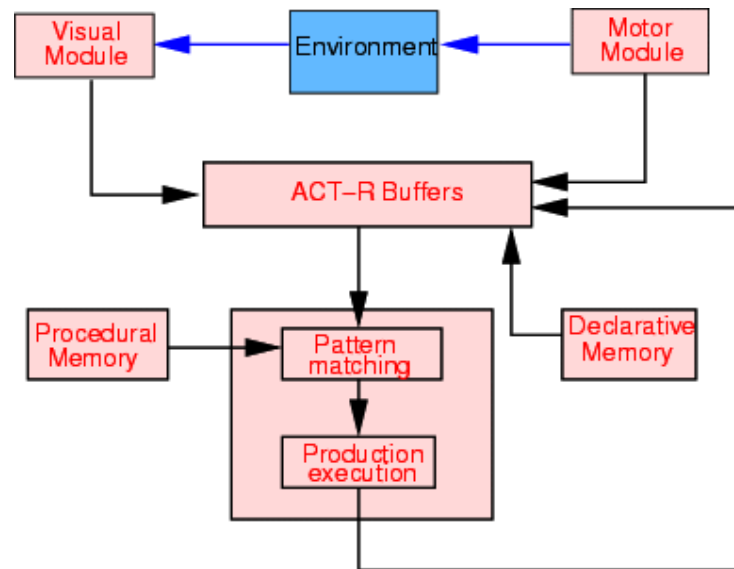 Visual
Module
Environment
Motor
Module
ACT-R Buffers
Procedural
Memory
Pattern
matching
Declarative
Memory
Production
execution